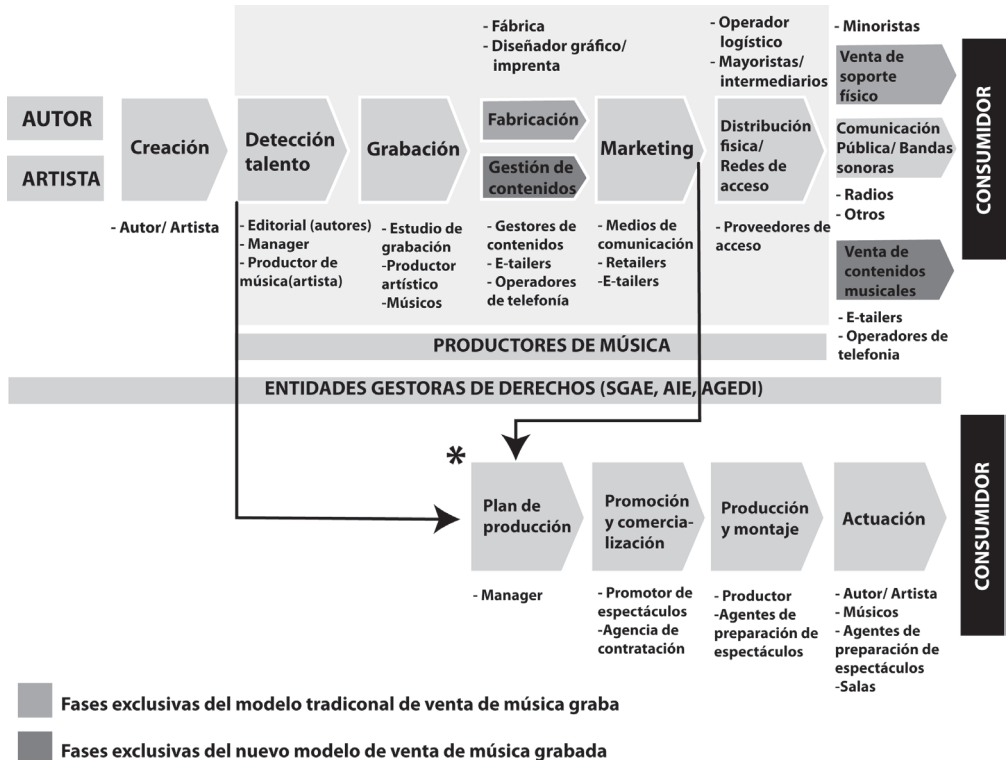 - Fábrica
- Diseñador gráfico/
imprenta
- Operador
logístico
- Mayoristas/
intermediarios
- Minoristas
AUTOR
ARTISTA
Creación
- Autor/ Artista
Detección
talento
- Editorial (autores)
- Manager
- Productor de
música(artista)
Grabación
- Estudio de
grabación
-Productor
artístico
-Músicos
Fabricación
Gestión de
contenidos
- Gestores de
contenidos
- E-tailers
- Operadores
de telefonía
Marketing
- Medios de
comunicación
- Retailers
-E-tailers
Distribución
fisica/
Redes de
acceso
- Proveedores de
acceso
Venta de
soporte
físico
Comunicación
Pública/ Bandas
sonoras
- Radios
- Otros
Venta de
contenidos
musicales
- E-tailers
- Operadores de
telefonia
CONSUMIDOR
PRODUCTORES DE MÚSICA
ENTIDADES GESTORAS DE DERECHOS (SGAE, AIE, AGEDI)
*
Plan de
producción
- Manager
Promoción
y comercia-
lización
- Promotor de
espectáculos
-Agencia de
contratación
Producción
y montaje
- Productor
-Agentes de
preparación de
espectáculos
Actuación
- Autor/ Artista
- Músicos
- Agentes de
preparación de
espectáculos
-Salas
CONSUMIDOR
Fases exclusivas del modelo tradiconal de venta de música graba
Fases exclusivas del nuevo modelo de venta de música grabada